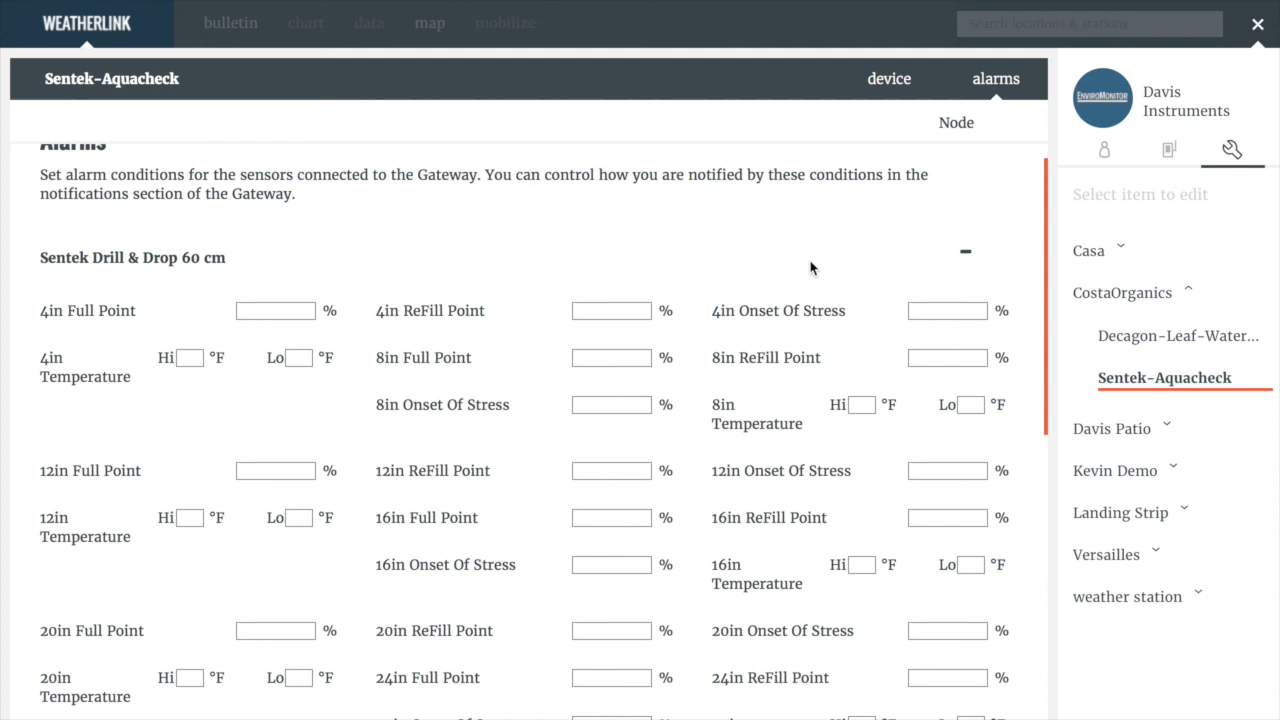 WEATHERLINK bulletin chart data map mobilize Search locations & stations
Sentek-Aquacheck device alarms
Node
Alarms
Set alarm conditions for the sensors connected to the Gateway. You can control how you are notified by these conditions in the
notifications section of the Gateway.
Sentek Drill & Drop 60 cm
4in Full Point % 4in ReFill Point % 4in Onset Of Stress %
4in Temperature Hi °F Lo °F 8in Full Point % 8in ReFill Point %
8in Onset Of Stress % 8in Temperature Hi °F Lo °F
12in Full Point % 12in ReFill Point % 12in Onset Of Stress %
12in Temperature Hi °F Lo °F 16in Full Point % 16in ReFill Point %
16in Onset Of Stress % 16in Temperature Hi °F Lo °F
20in Full Point % 20in ReFill Point % 20in Onset Of Stress %
20in Temperature Hi °F Lo °F 24in Full Point % 24in ReFill Point %
ENVIROMONITOR
Davis
Instruments
Select item to edit
Casa
CostaOrganics
Decagon-Leaf-Water...
Sentek-Aquacheck
Davis Patio
Kevin Demo
Landing Strip
Versailles
weather station